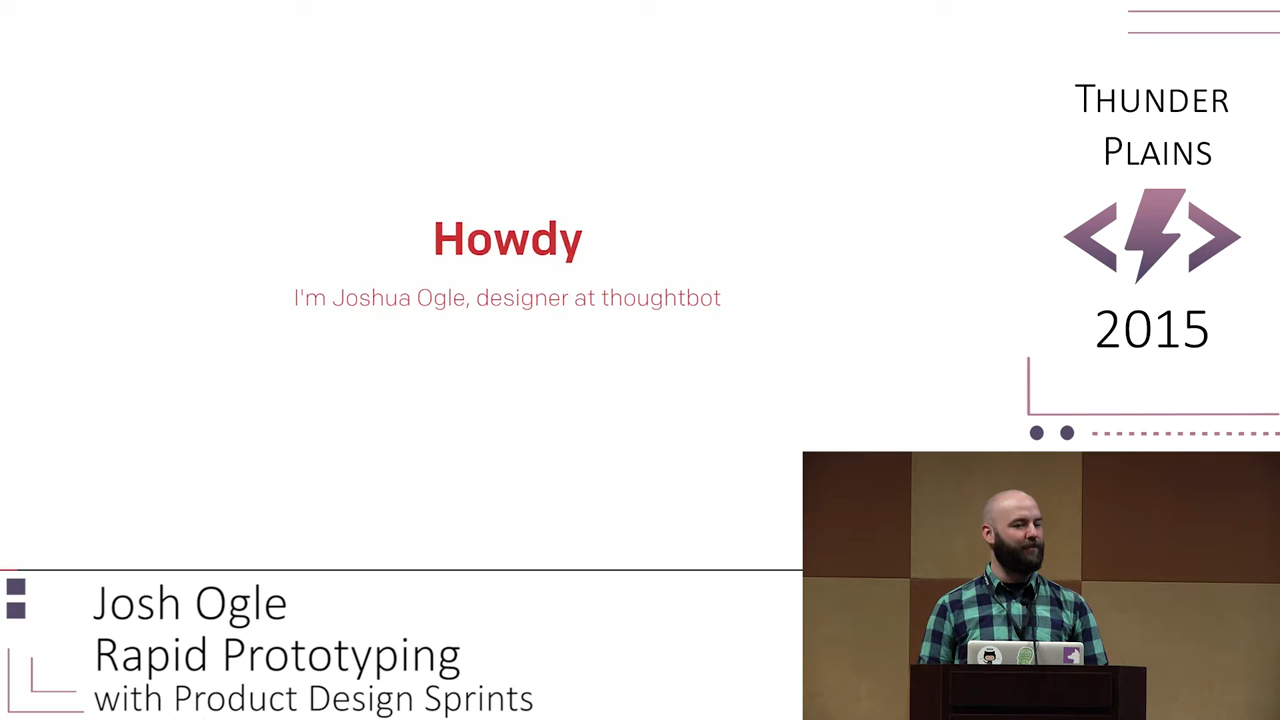 Howdy
I'm Joshua Ogle, designer at thoughtbot
THUNDER
PLAINS
2015
Josh Ogle
Rapid Prototyping
with Product Design Sprints